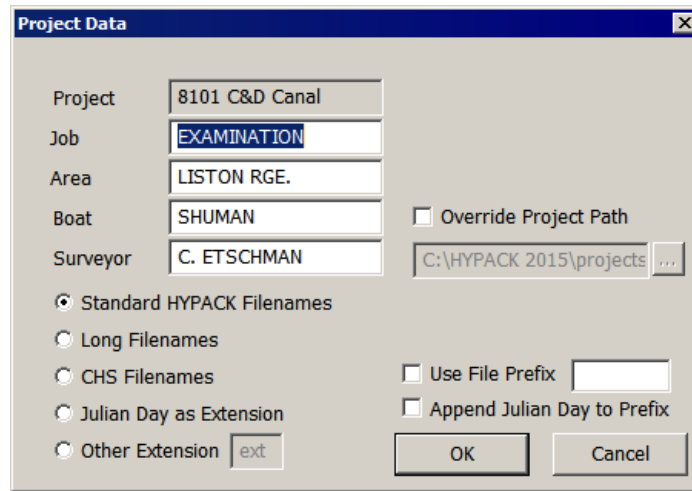 Project Data
Project 8101 C&D Canal
Job EXAMINATION
Area LISTON RGE.
Boat SHUMAN Override Project Path
Surveyor C. ETSCHMAN C:\HYPACK 2015\projects ...
Standard HYPACK Filenames
Long Filenames
CHS Filenames Use File Prefix
Julian Day as Extension Append Julian Day to Prefix
Other Extension ext OK Cancel